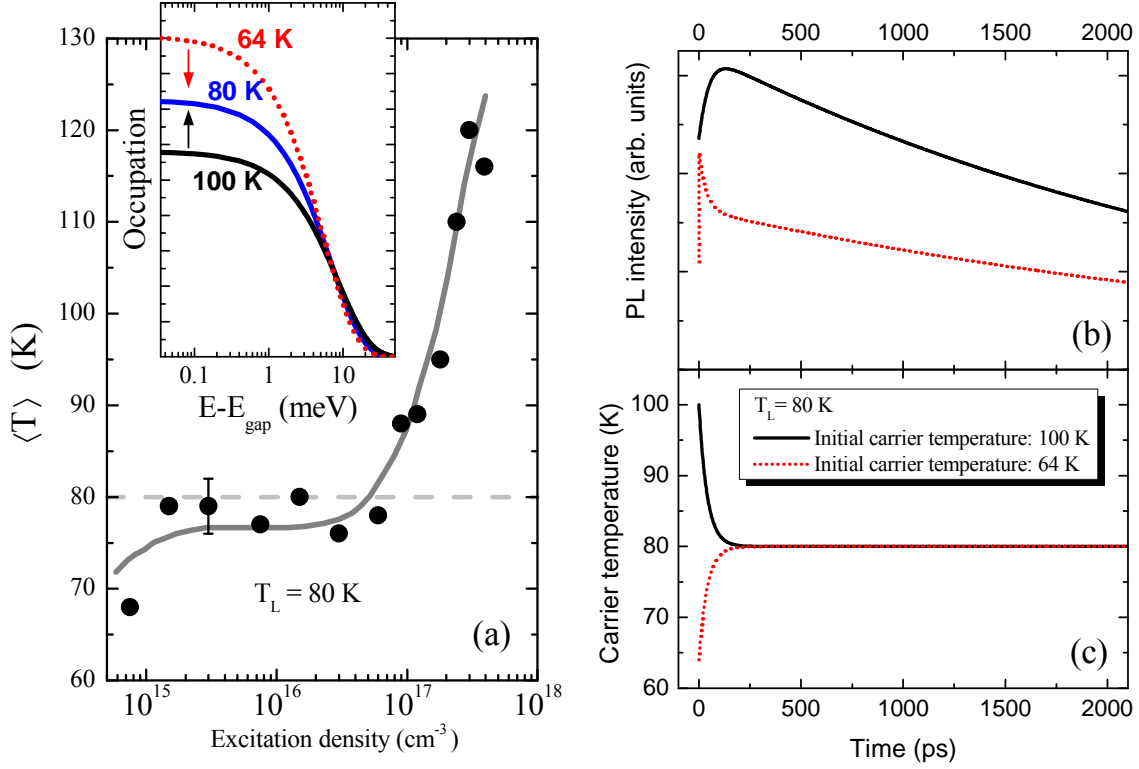 130
120
110
100
90
80
70
60
⟨T⟩ (K)
10^15
10^16
10^17
10^18
Excitation density (cm^-3)
T_L = 80 K
(a)
64 K
80 K
100 K
Occupation
0.1
1
10
E-E_gap (meV)
0
500
1000
1500
2000
PL intensity (arb. units)
(b)
100
90
80
70
60
Carrier temperature (K)
T_L = 80 K
Initial carrier temperature: 100 K
Initial carrier temperature: 64 K
(c)
0
500
1000
1500
2000
Time (ps)